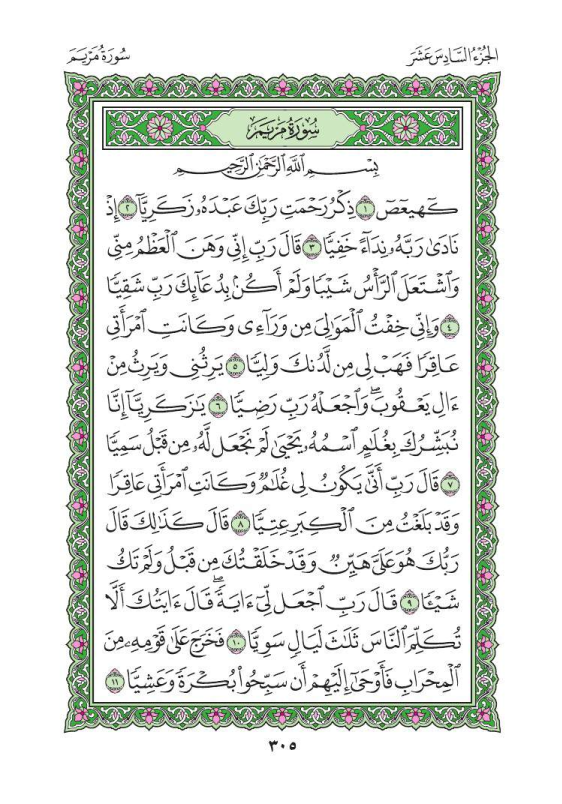 الجُزْءُ السَّادِسَ عَشَرَ
سُورَةُ مَرْيَمَ
سُورَةُ مَرْيَمَ
بِسْمِ ٱللَّهِ ٱلرَّحْمَٰنِ ٱلرَّحِيمِ
كٓهيعٓصٓ ١ ذِكْرُ رَحْمَتِ رَبِّكَ عَبْدَهُۥ زَكَرِيَّآ ٢ إِذْ
نَادَىٰ رَبَّهُۥ نِدَآءً خَفِيًّا ٣ قَالَ رَبِّ إِنِّى وَهَنَ ٱلْعَظْمُ مِنِّى
وَٱشْتَعَلَ ٱلرَّأْسُ شَيْبًا وَلَمْ أَكُنۢ بِدُعَآئِكَ رَبِّ شَقِيًّا
٤ وَإِنِّى خِفْتُ ٱلْمَوَٰلِىَ مِن وَرَآءِى وَكَانَتِ ٱمْرَأَتِى
عَاقِرًا فَهَبْ لِى مِن لَّدُنكَ وَلِيًّا ٥ يَرِثُنِى وَيَرِثُ مِنْ
ءَالِ يَعْقُوبَ ۖ وَٱجْعَلْهُ رَبِّ رَضِيًّا ٦ يَٰزَكَرِيَّآ إِنَّا
نُبَشِّرُكَ بِغُلَٰمٍ ٱسْمُهُۥ يَحْيَىٰ لَمْ نَجْعَل لَّهُۥ مِن قَبْلُ سَمِيًّا
٧ قَالَ رَبِّ أَنَّىٰ يَكُونُ لِى غُلَٰمٌ وَكَانَتِ ٱمْرَأَتِى عَاقِرًا
وَقَدْ بَلَغْتُ مِنَ ٱلْكِبَرِ عِتِيًّا ٨ قَالَ كَذَٰلِكَ قَالَ
رَبُّكَ هُوَ عَلَىَّ هَيِّنٌ وَقَدْ خَلَقْتُكَ مِن قَبْلُ وَلَمْ تَكُ
شَيْـًٔا ٩ قَالَ رَبِّ ٱجْعَل لِّىٓ ءَايَةً ۚ قَالَ ءَايَتُكَ أَلَّا
تُكَلِّمَ ٱلنَّاسَ ثَلَٰثَ لَيَالٍ سَوِيًّا ١٠ فَخَرَجَ عَلَىٰ قَوْمِهِۦ مِنَ
ٱلْمِحْرَابِ فَأَوْحَىٰٓ إِلَيْهِمْ أَن سَبِّحُوا۟ بُكْرَةً وَعَشِيًّا ١١
٣٠٥